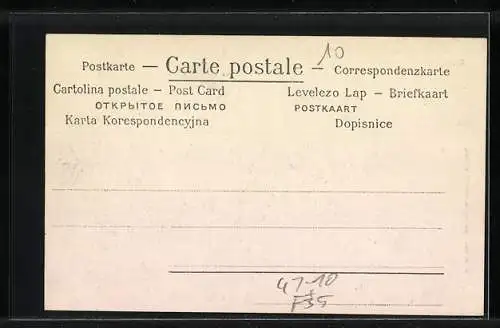 10
Postkarte — Carte postale – Correspondenzkarte
Cartolina postale – Post Card Levelezo Lap – Briefkaart
ОТКРЫТОЕ ПИСЬМО POSTKAART
Karta Korespondencyjna Dopisnice
47-10
F35